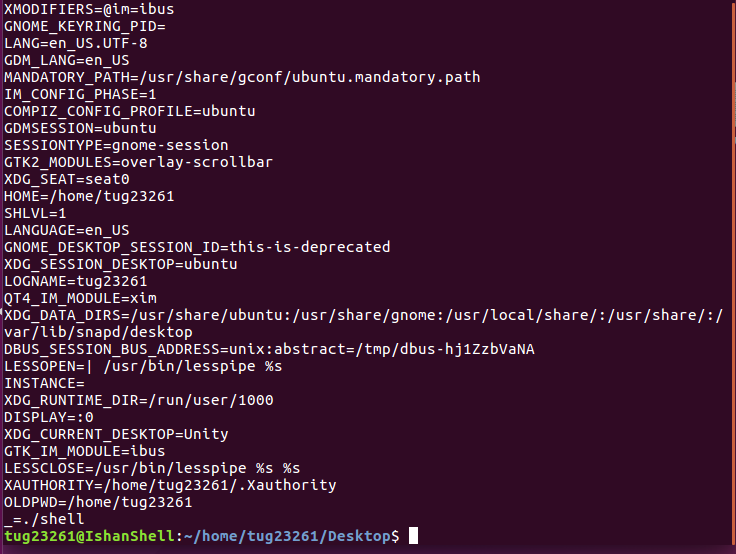 XMODIFIERS=@im=ibus
GNOME_KEYRING_PID=
LANG=en_US.UTF-8
GDM_LANG=en_US
MANDATORY_PATH=/usr/share/gconf/ubuntu.mandatory.path
IM_CONFIG_PHASE=1
COMPIZ_CONFIG_PROFILE=ubuntu
GDMSESSION=ubuntu
SESSIONTYPE=gnome-session
GTK2_MODULES=overlay-scrollbar
XDG_SEAT=seat0
HOME=/home/tug23261
SHLVL=1
LANGUAGE=en_US
GNOME_DESKTOP_SESSION_ID=this-is-deprecated
XDG_SESSION_DESKTOP=ubuntu
LOGNAME=tug23261
QT4_IM_MODULE=xim
XDG_DATA_DIRS=/usr/share/ubuntu:/usr/share/gnome:/usr/local/share/:/usr/share/:/
var/lib/snapd/desktop
DBUS_SESSION_BUS_ADDRESS=unix:abstract=/tmp/dbus-hj1ZzbVaNA
LESSOPEN=| /usr/bin/lesspipe %s
INSTANCE=
XDG_RUNTIME_DIR=/run/user/1000
DISPLAY=:0
XDG_CURRENT_DESKTOP=Unity
GTK_IM_MODULE=ibus
LESSCLOSE=/usr/bin/lesspipe %s %s
XAUTHORITY=/home/tug23261/.Xauthority
OLDPWD=/home/tug23261
_=./shell
tug23261@IshanShell:~/home/tug23261/Desktop$